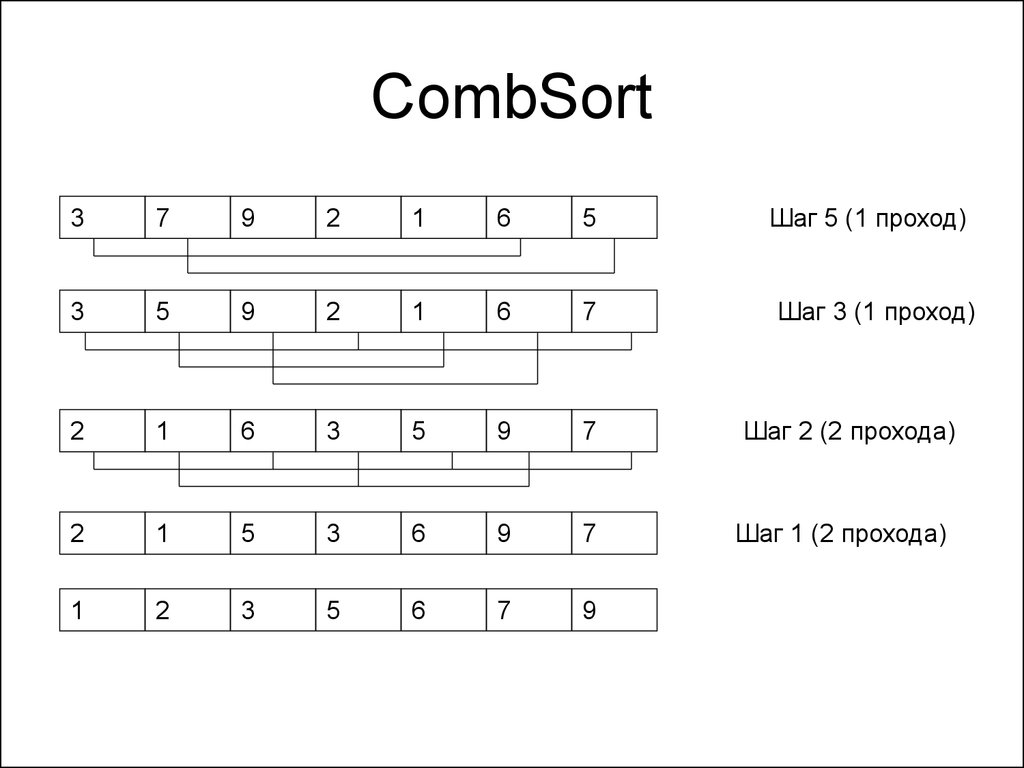 CombSort
3 7 9 2 1 6 5 Шаг 5 (1 проход)
3 5 9 2 1 6 7 Шаг 3 (1 проход)
2 1 6 3 5 9 7 Шаг 2 (2 прохода)
2 1 5 3 6 9 7 Шаг 1 (2 прохода)
1 2 3 5 6 7 9